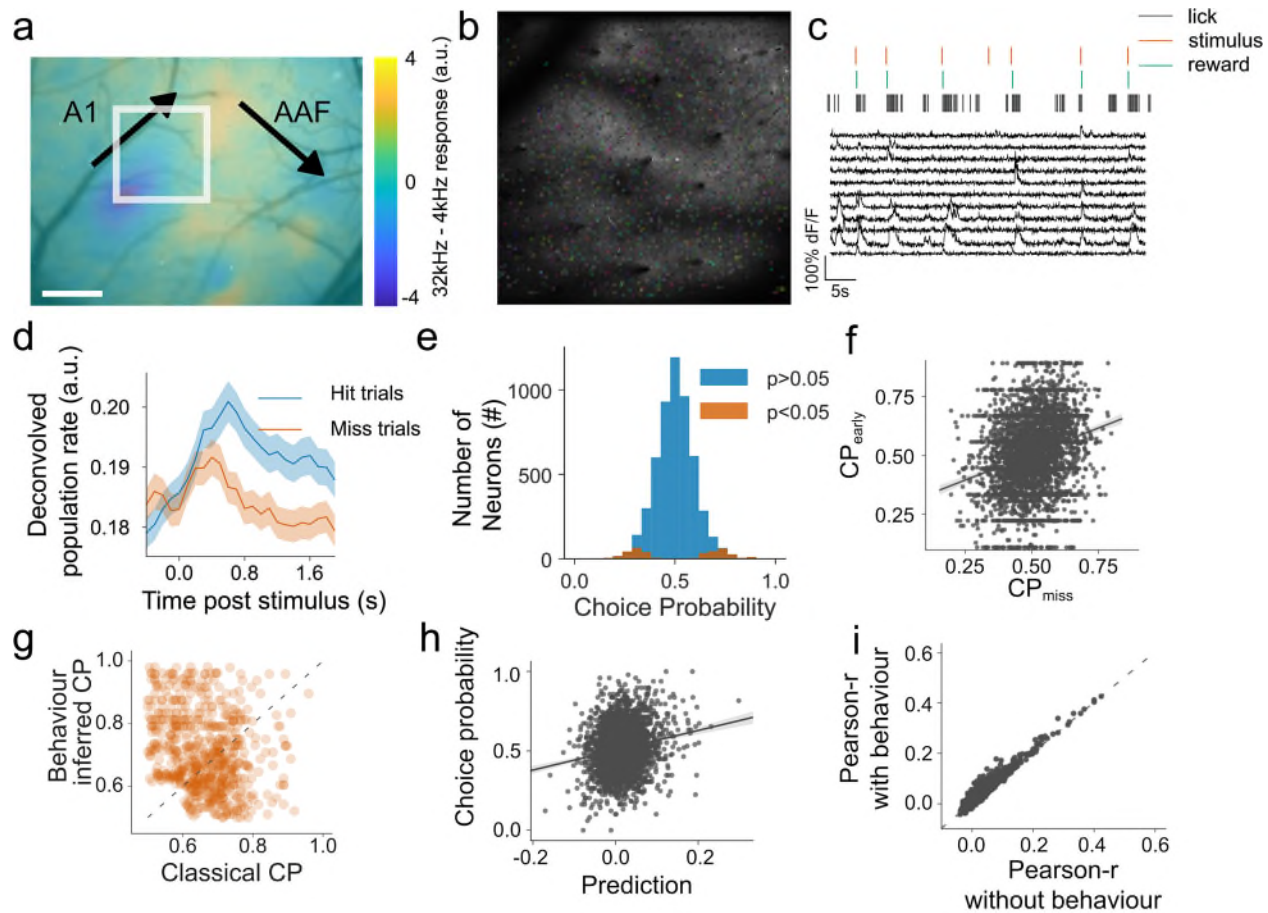 a
A1
AAF
4
0
-4
32kHz - 4kHz response (a.u.)
b
c
lick
stimulus
reward
100% dF/F
5s
d
Deconvolved
population rate (a.u.)
0.20
0.19
0.18
Hit trials
Miss trials
0.0
0.8
1.6
Time post stimulus (s)
e
Number of
Neurons (#)
1000
500
0
p>0.05
p<0.05
0.0
0.5
1.0
Choice Probability
f
CPearly
0.75
0.50
0.25
0.25
0.50
0.75
CPmiss
g
Behaviour
inferred CP
1.0
0.8
0.6
0.6
0.8
1.0
Classical CP
h
Choice probability
1.0
0.5
0.0
-0.2
0.0
0.2
Prediction
i
Pearson-r
with behaviour
0.6
0.4
0.2
0.0
0.0
0.2
0.4
0.6
Pearson-r
without behaviour